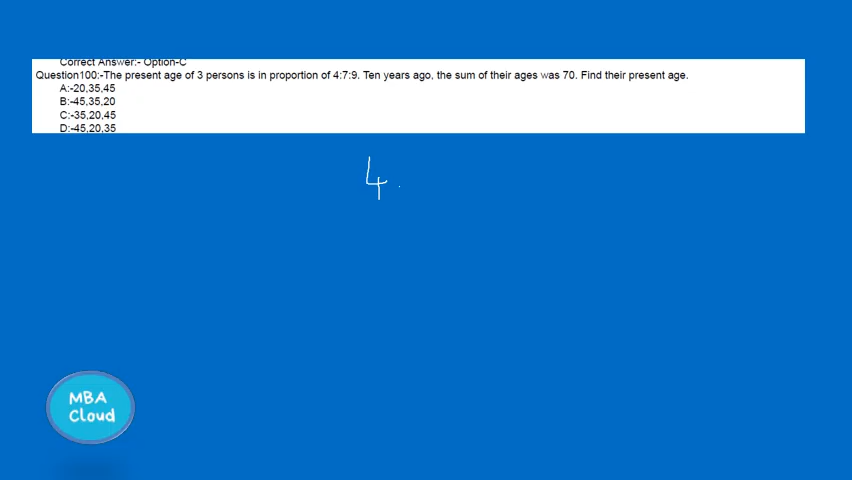 Correct Answer:- Option-C
Question100:-The present age of 3 persons is in proportion of 4:7:9. Ten years ago, the sum of their ages was 70. Find their present age.
A:-20,35,45
B:-45,35,20
C:-35,20,45
D:-45,20,35
4
MBA
Cloud